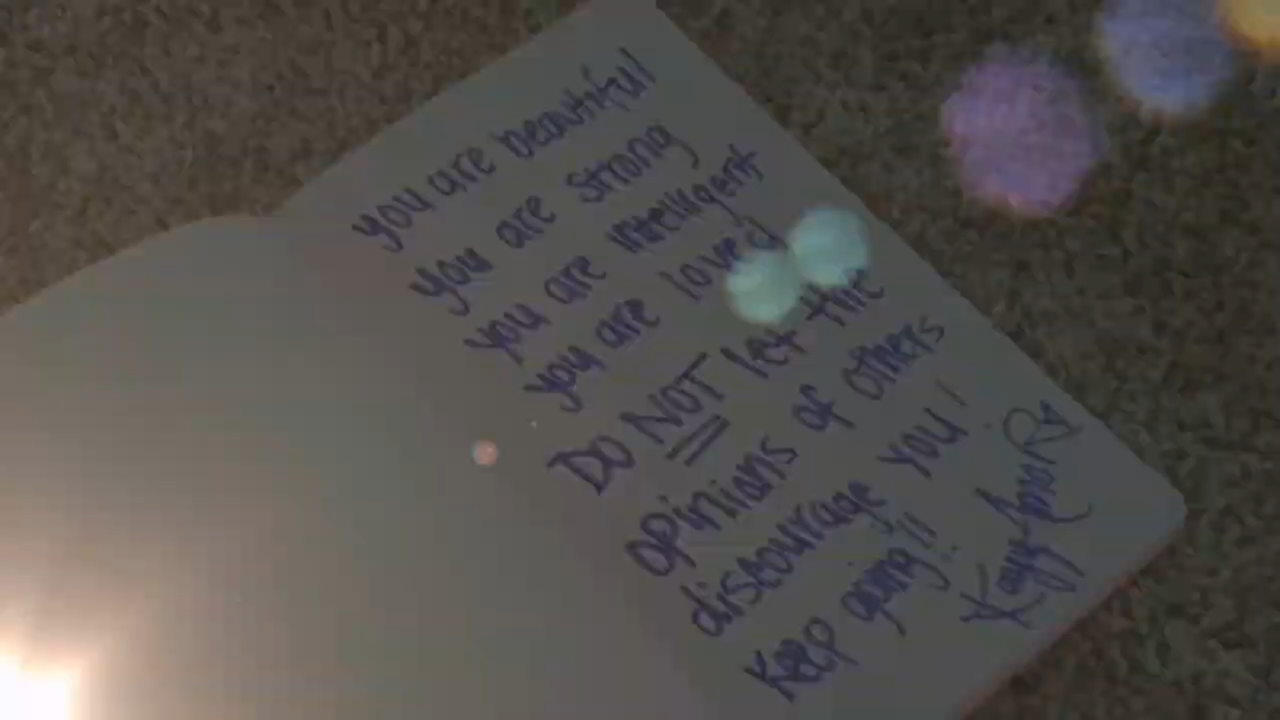 you are beautiful
you are strong
you are intelligent
you are loved
DO NOT let the
opinions of others
discourage you!
Keep going!!